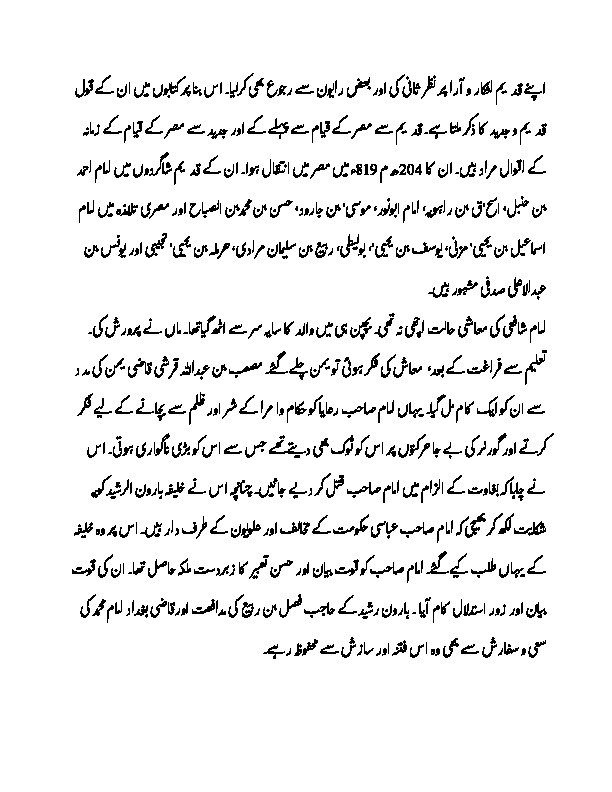 اپنے قدیم افکار و آرا پر نظر ثانی کی اور بعض رایوں سے رجوع بھی کرلیا۔ اس بنا پر کتابوں میں ان کے قول
قدیم و جدید کا ذکر ملتا ہے۔ قدیم سے مصر کے قیام سے پہلے کے اور جدید سے مصر کے قیام کے زمانہ
کے اقوال مراد ہیں۔ ان کا 204ھ م 819ء میں مصر میں انتقال ہوا۔ ان کے قدیم شاگردوں میں امام احمد
بن حنبل، اسحٰق بن راہویہ، امام ابوثور، موسیٰ بن جارود، حسن بن محمد بن الصباح اور مصری تلامذہ میں امام
اسماعیل بن یحییٰ مزنی، یوسف بن یحییٰ، بویطی، ربیع بن سلیمان مرادی، حرملہ بن یحییٰ تجیبی اور یونس بن
عبدالاعلی صدفی مشہور ہیں۔
امام شافعی کی معاشی حالت اچھی نہ تھی۔ بچپن ہی میں والد کا سایہ سر سے اٹھ گیا تھا۔ ماں نے پرورش کی۔
تعلیم سے فراغت کے بعد، معاش کی فکر ہوئی تو یمن چلے گئے۔ مصعب بن عبداللہ قرشی قاضی یمن کی مدد
سے ان کو ایک کام مل گیا۔ یہاں امام صاحب رعایا کو حکام و امرا کے شر اور ظلم سے بچانے کے لیے فکر
کرتے اور گورنر کی بے جا حرکتوں پر اس کو ٹوک بھی دیتے تھے جس سے اس کو بڑی ناگواری ہوتی۔ اس
نے چاہا کہ بغاوت کے الزام میں امام صاحب قتل کر دیے جائیں۔ چنانچہ اس نے خلیفہ ہارون الرشید کو یہ
شکایت لکھ کر بھیجی کہ امام صاحب عباسی حکومت کے مخالف اور علویوں کے طرف دار ہیں۔ اس پر وہ خلیفہ
کے یہاں طلب کیے گئے۔ امام صاحب کو قوت بیان اور حسن تعبیر کا زبردست ملکہ حاصل تھا۔ ان کی قوت
بیان اور زور استدلال کام آیا۔ ہارون رشید کے حاجب فضل بن ربیع کی مدافعت اور قاضی بغداد امام محمد کی
سعی و سفارش سے بھی وہ اس فتنہ اور سازش سے محفوظ رہے۔